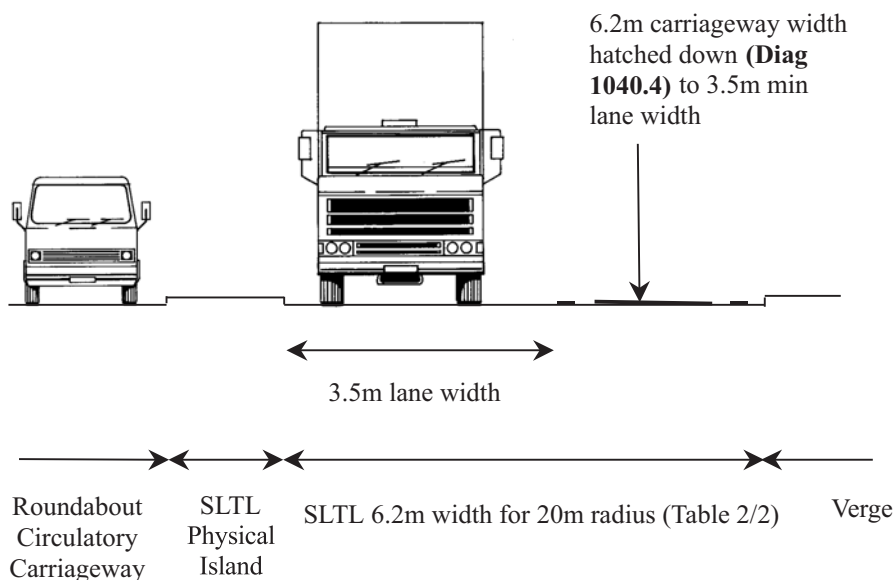 6.2m carriageway width
hatched down (Diag
1040.4) to 3.5m min
lane width
3.5m lane width
Roundabout
Circulatory
Carriageway
SLTL
Physical
Island
SLTL 6.2m width for 20m radius (Table 2/2)
Verge